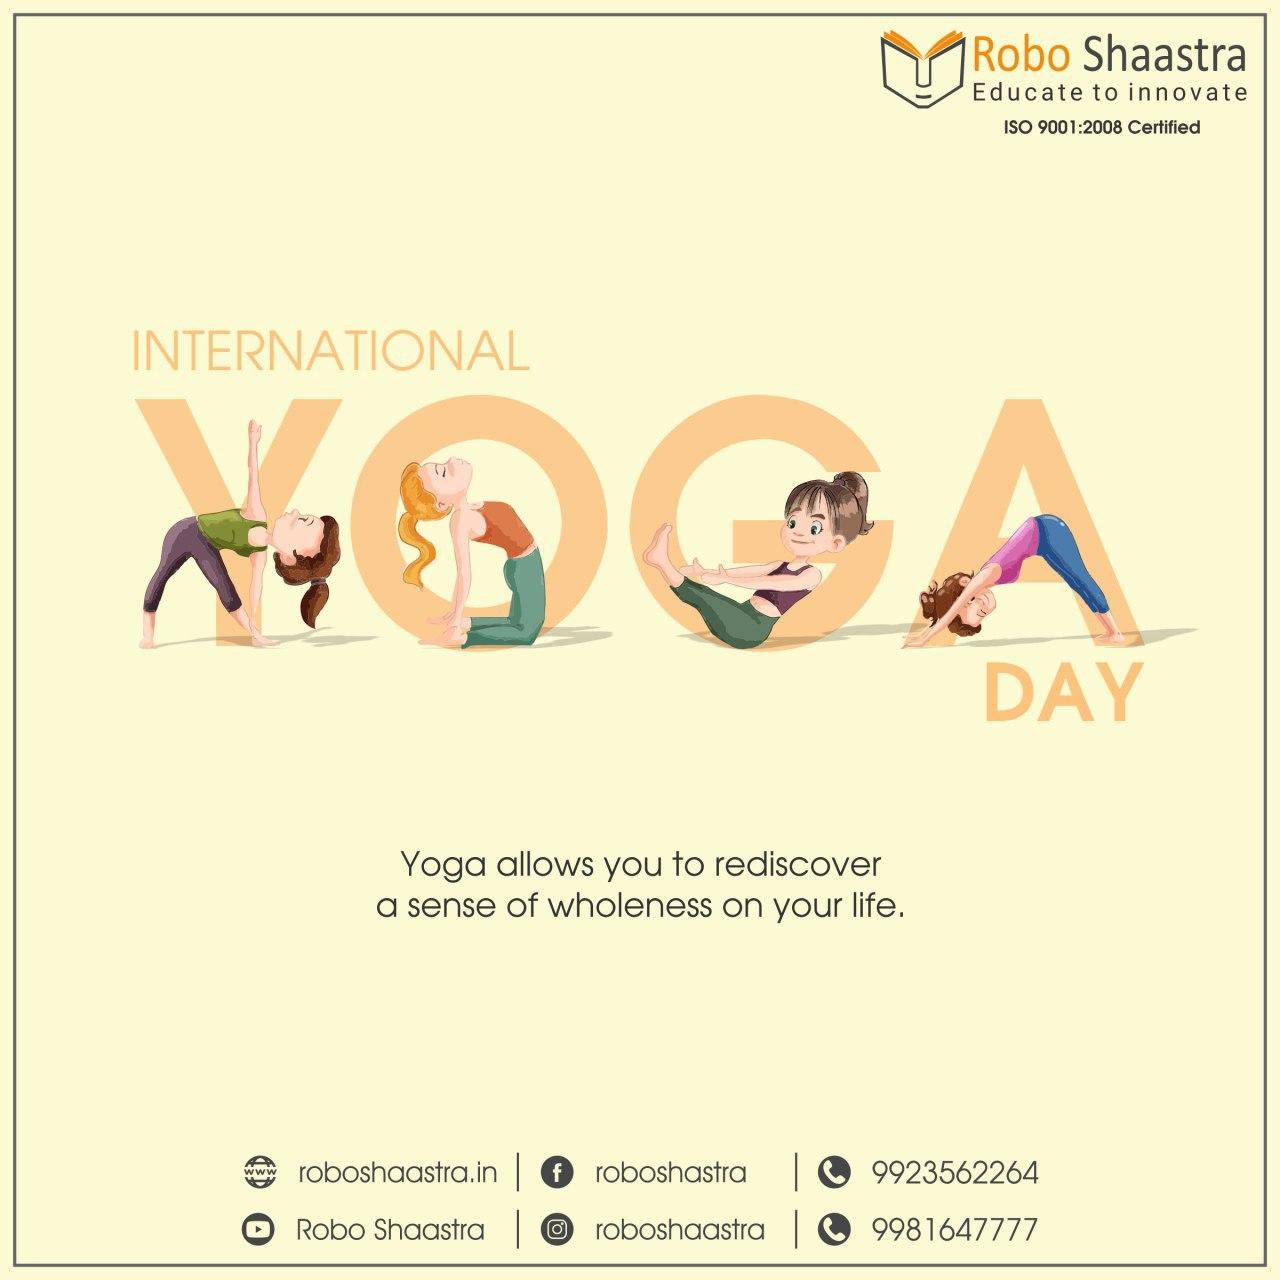 Robo Shaastra
Educate to innovate
ISO 9001:2008 Certified
INTERNATIONAL
YOGA
DAY
Yoga allows you to rediscover
a sense of wholeness on your life.
www roboshaastra.in | f roboshastra | 9923562264
Robo Shaastra | roboshaastra | 9981647777